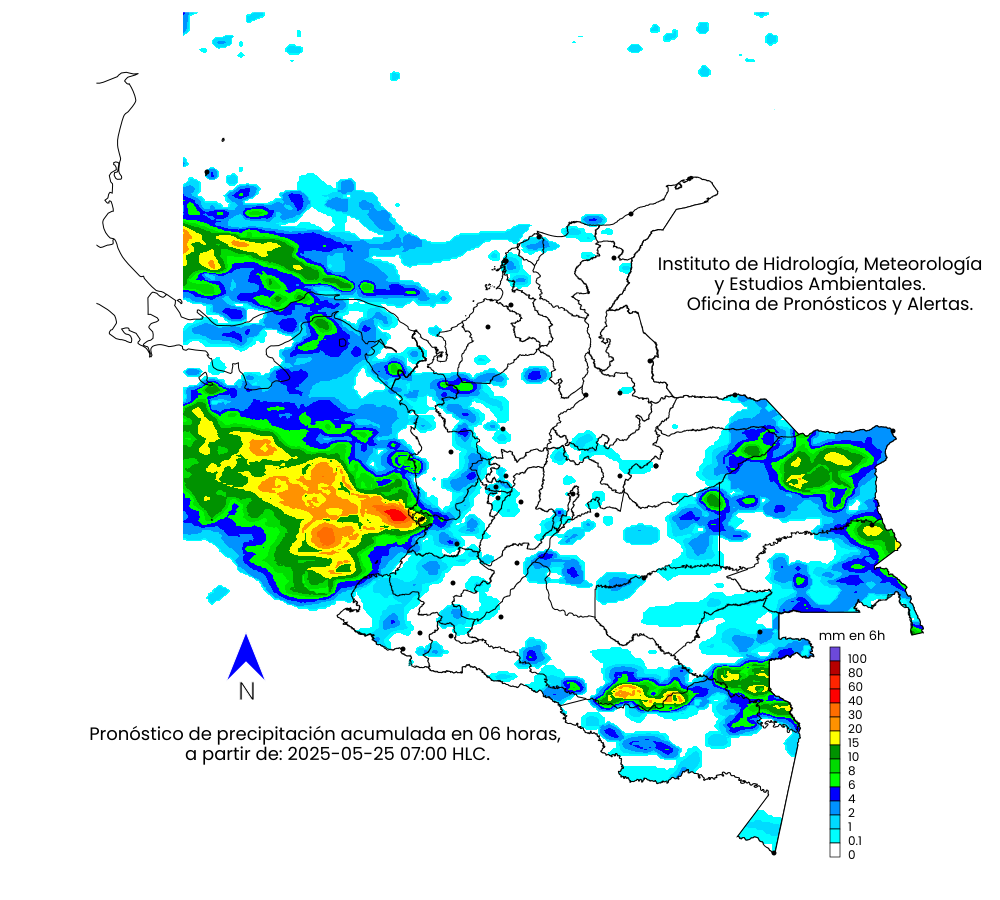 Instituto de Hidrología, Meteorología
y Estudios Ambientales.
Oficina de Pronósticos y Alertas.
mm en 6h
100
80
60
40
30
20
15
10
8
6
4
2
1
0.1
0
N
Pronóstico de precipitación acumulada en 06 horas,
a partir de: 2025-05-25 07:00 HLC.